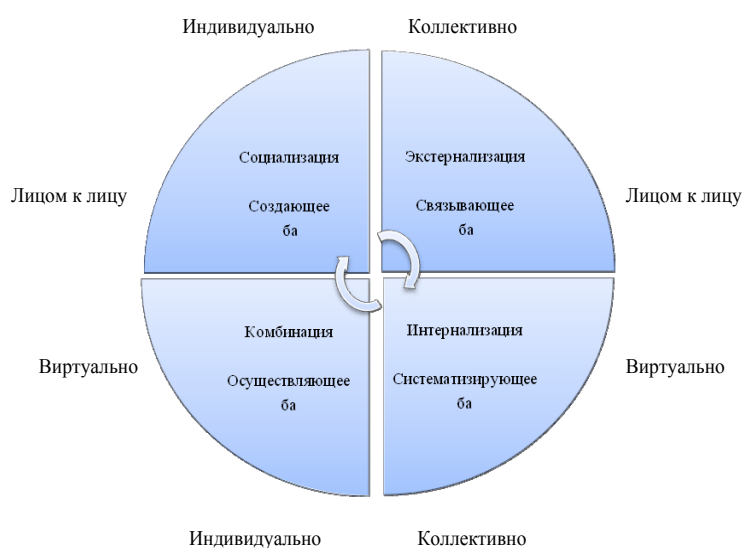 Индивидуально
Коллективно
Социализация
Экстернализация
Лицом к лицу
Создающее
ба
Связывающее
ба
Лицом к лицу
Комбинация
Интернализация
Виртуально
Осуществляющее
ба
Систематизирующее
ба
Виртуально
Индивидуально
Коллективно